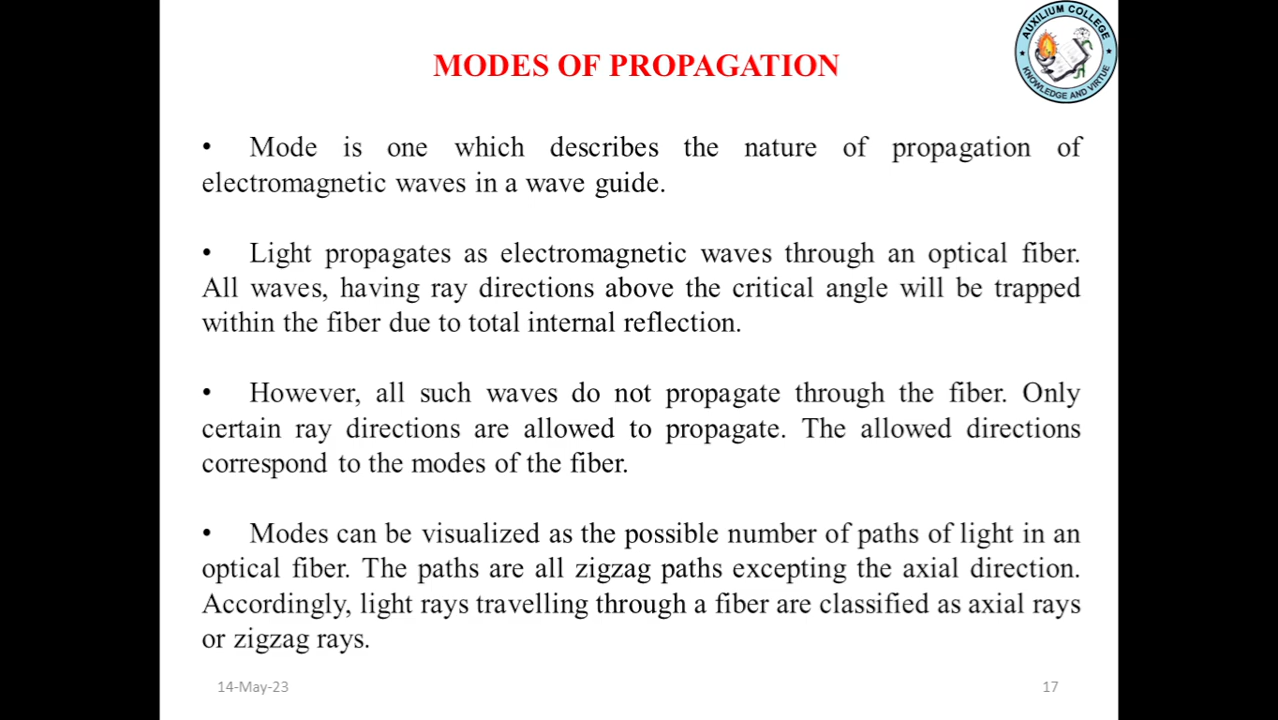 AUXILIUM COLLEGE
KNOWLEDGE AND VIRTUE
MODES OF PROPAGATION
• Mode is one which describes the nature of propagation of
electromagnetic waves in a wave guide.
• Light propagates as electromagnetic waves through an optical fiber.
All waves, having ray directions above the critical angle will be trapped
within the fiber due to total internal reflection.
• However, all such waves do not propagate through the fiber. Only
certain ray directions are allowed to propagate. The allowed directions
correspond to the modes of the fiber.
• Modes can be visualized as the possible number of paths of light in an
optical fiber. The paths are all zigzag paths excepting the axial direction.
Accordingly, light rays travelling through a fiber are classified as axial rays
or zigzag rays.
14-May-23
17